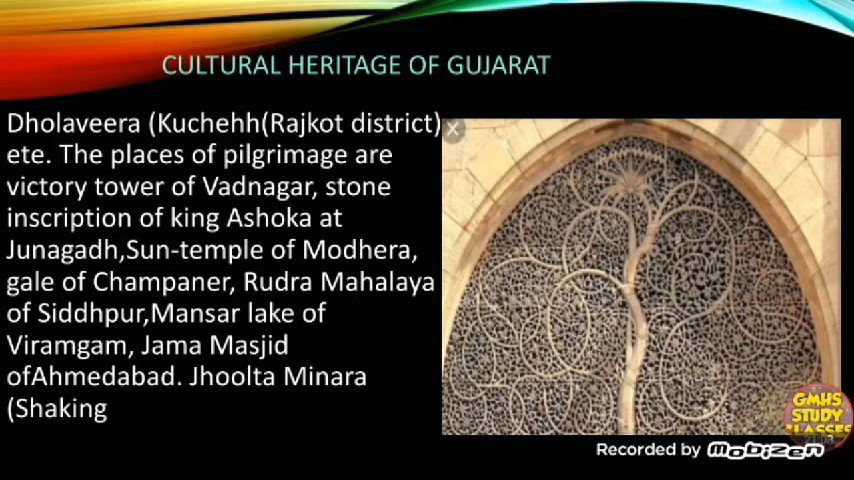 CULTURAL HERITAGE OF GUJARAT
Dholaveera (Kuchehh(Rajkot district)
ete. The places of pilgrimage are
victory tower of Vadnagar, stone
inscription of king Ashoka at
Junagadh,Sun-temple of Modhera,
gale of Champaner, Rudra Mahalaya
of Siddhpur,Mansar lake of
Viramgam, Jama Masjid
ofAhmedabad. Jhoolta Minara
(Shaking
GMHS
STUDY
CLASSES
Recorded by Mobizen